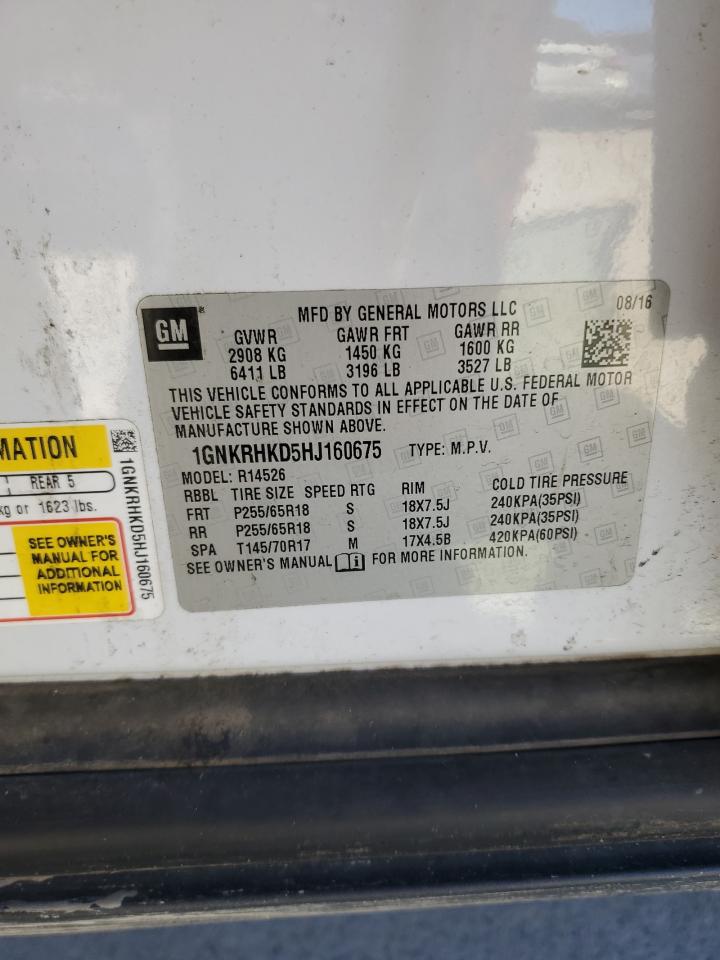 MFD BY GENERAL MOTORS LLC 08/16
GM
GVWR GAWR FRT GAWR RR
2908 KG 1450 KG 1600 KG
6411 LB 3196 LB 3527 LB
THIS VEHICLE CONFORMS TO ALL APPLICABLE U.S. FEDERAL MOTOR
VEHICLE SAFETY STANDARDS IN EFFECT ON THE DATE OF
MANUFACTURE SHOWN ABOVE.
1GNKRHKD5HJ160675 TYPE: M.P.V.
MODEL: R14526
RBBL TIRE SIZE SPEED RTG RIM COLD TIRE PRESSURE
FRT P255/65R18 S 18X7.5J 240KPA(35PSI)
RR P255/65R18 S 18X7.5J 240KPA(35PSI)
SPA T145/70R17 M 17X4.5B 420KPA(60PSI)
SEE OWNER'S MANUAL FOR MORE INFORMATION.
MATION
REAR 5
kg or 1623 lbs.
SEE OWNER'S
MANUAL FOR
ADDITIONAL
INFORMATION
1GNKRHKD5HJ160675